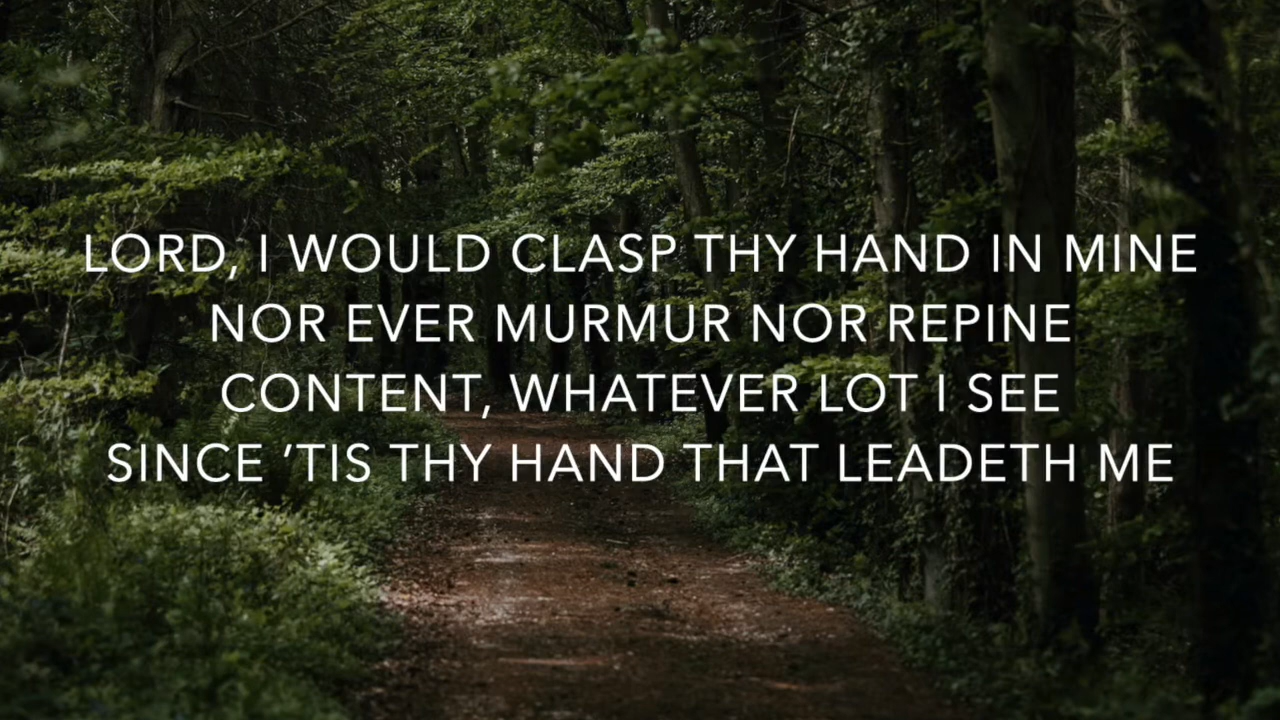 LORD, I WOULD CLASP THY HAND IN MINE
NOR EVER MURMUR NOR REPINE
CONTENT, WHATEVER LOT I SEE
SINCE ’TIS THY HAND THAT LEADETH ME